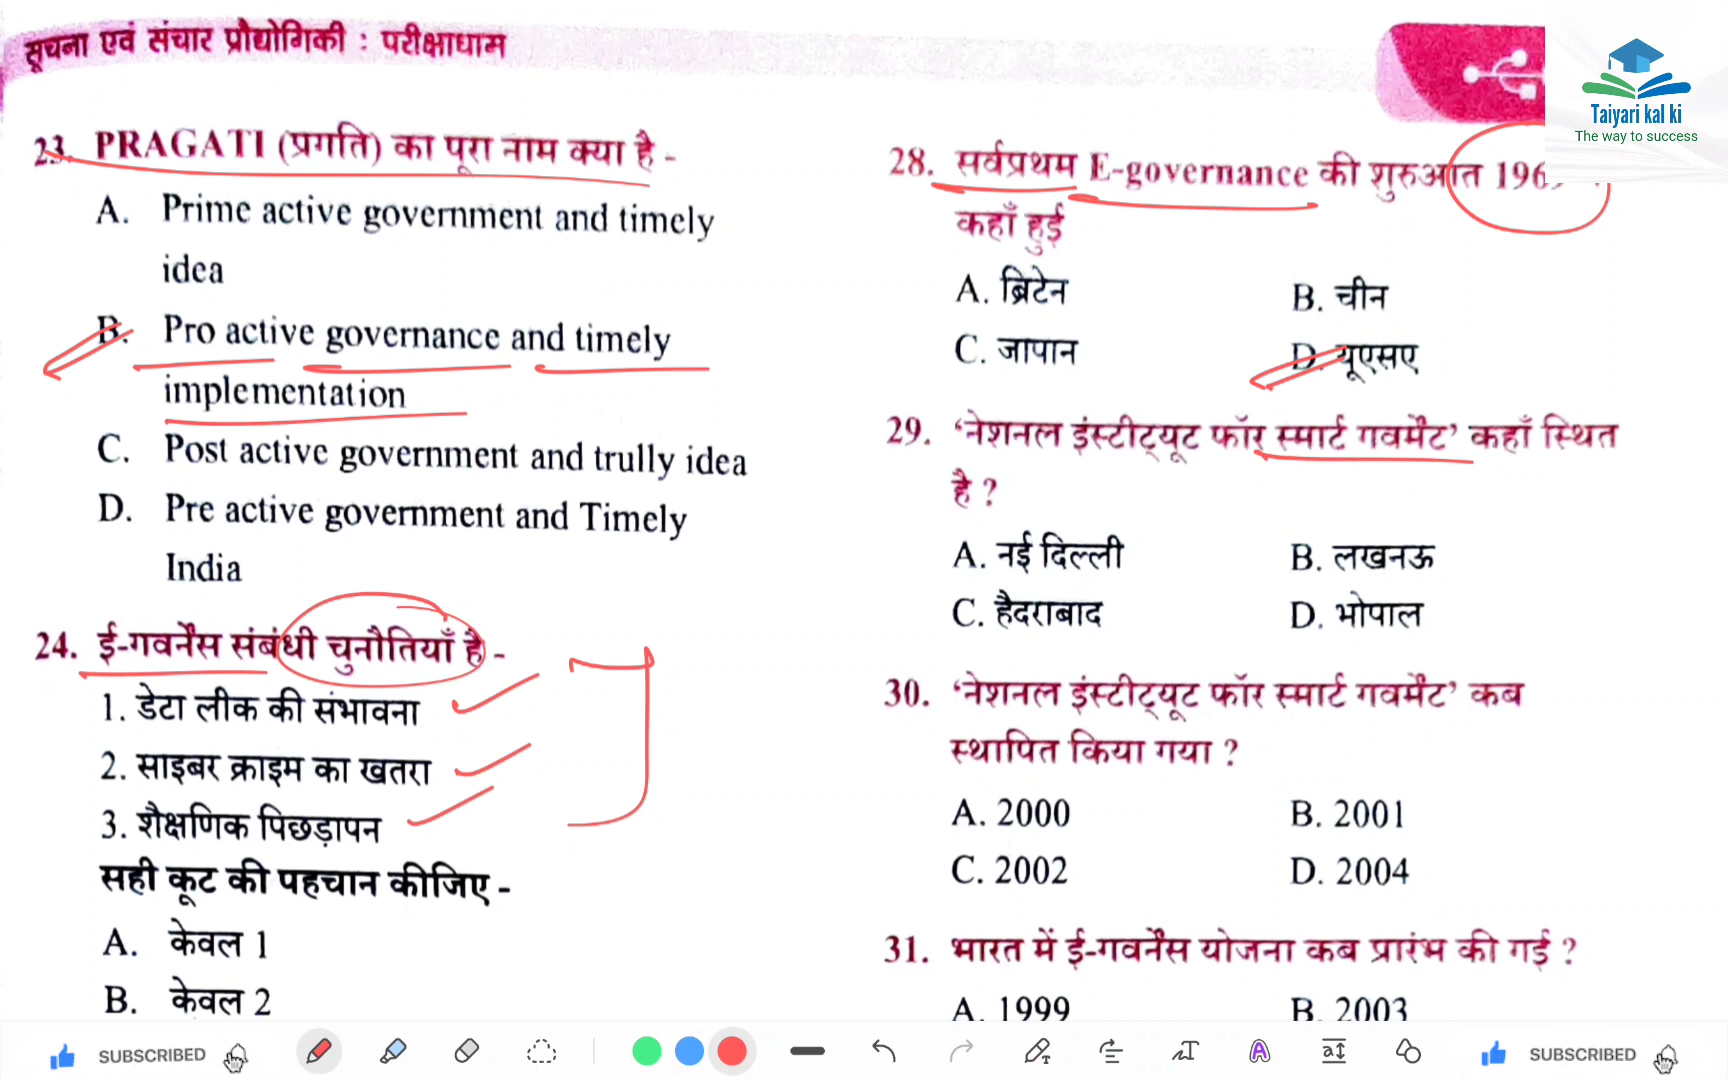 सूचना एवं संचार प्रौद्योगिकी : परीक्षाधाम
Taiyari kal ki
The way to success
23. PRAGATI (प्रगति) का पूरा नाम क्या है -
A. Prime active government and timely
idea
B. Pro active governance and timely
implementation
C. Post active government and trully idea
D. Pre active government and Timely
India
24. ई-गवर्नेंस संबंधी चुनौतियाँ है -
1. डेटा लीक की संभावना
2. साइबर क्राइम का खतरा
3. शैक्षणिक पिछड़ापन
सही कूट की पहचान कीजिए -
A. केवल 1
B. केवल 2
28. सर्वप्रथम E-governance की शुरुआत
कहाँ हुई
A. ब्रिटेन B. चीन
C. जापान D. यूएसए
29. ‘नेशनल इंस्टीट्यूट फॉर स्मार्ट गवर्मेंट’ कहाँ स्थित
है ?
A. नई दिल्ली B. लखनऊ
C. हैदराबाद D. भोपाल
30. ‘नेशनल इंस्टीट्यूट फॉर स्मार्ट गवर्मेंट’ कब
स्थापित किया गया ?
A. 2000 B. 2001
C. 2002 D. 2004
31. भारत में ई-गवर्नेंस योजना कब प्रारंभ की गई ?
A. 1999 B. 2003
SUBSCRIBED
SUBSCRIBED